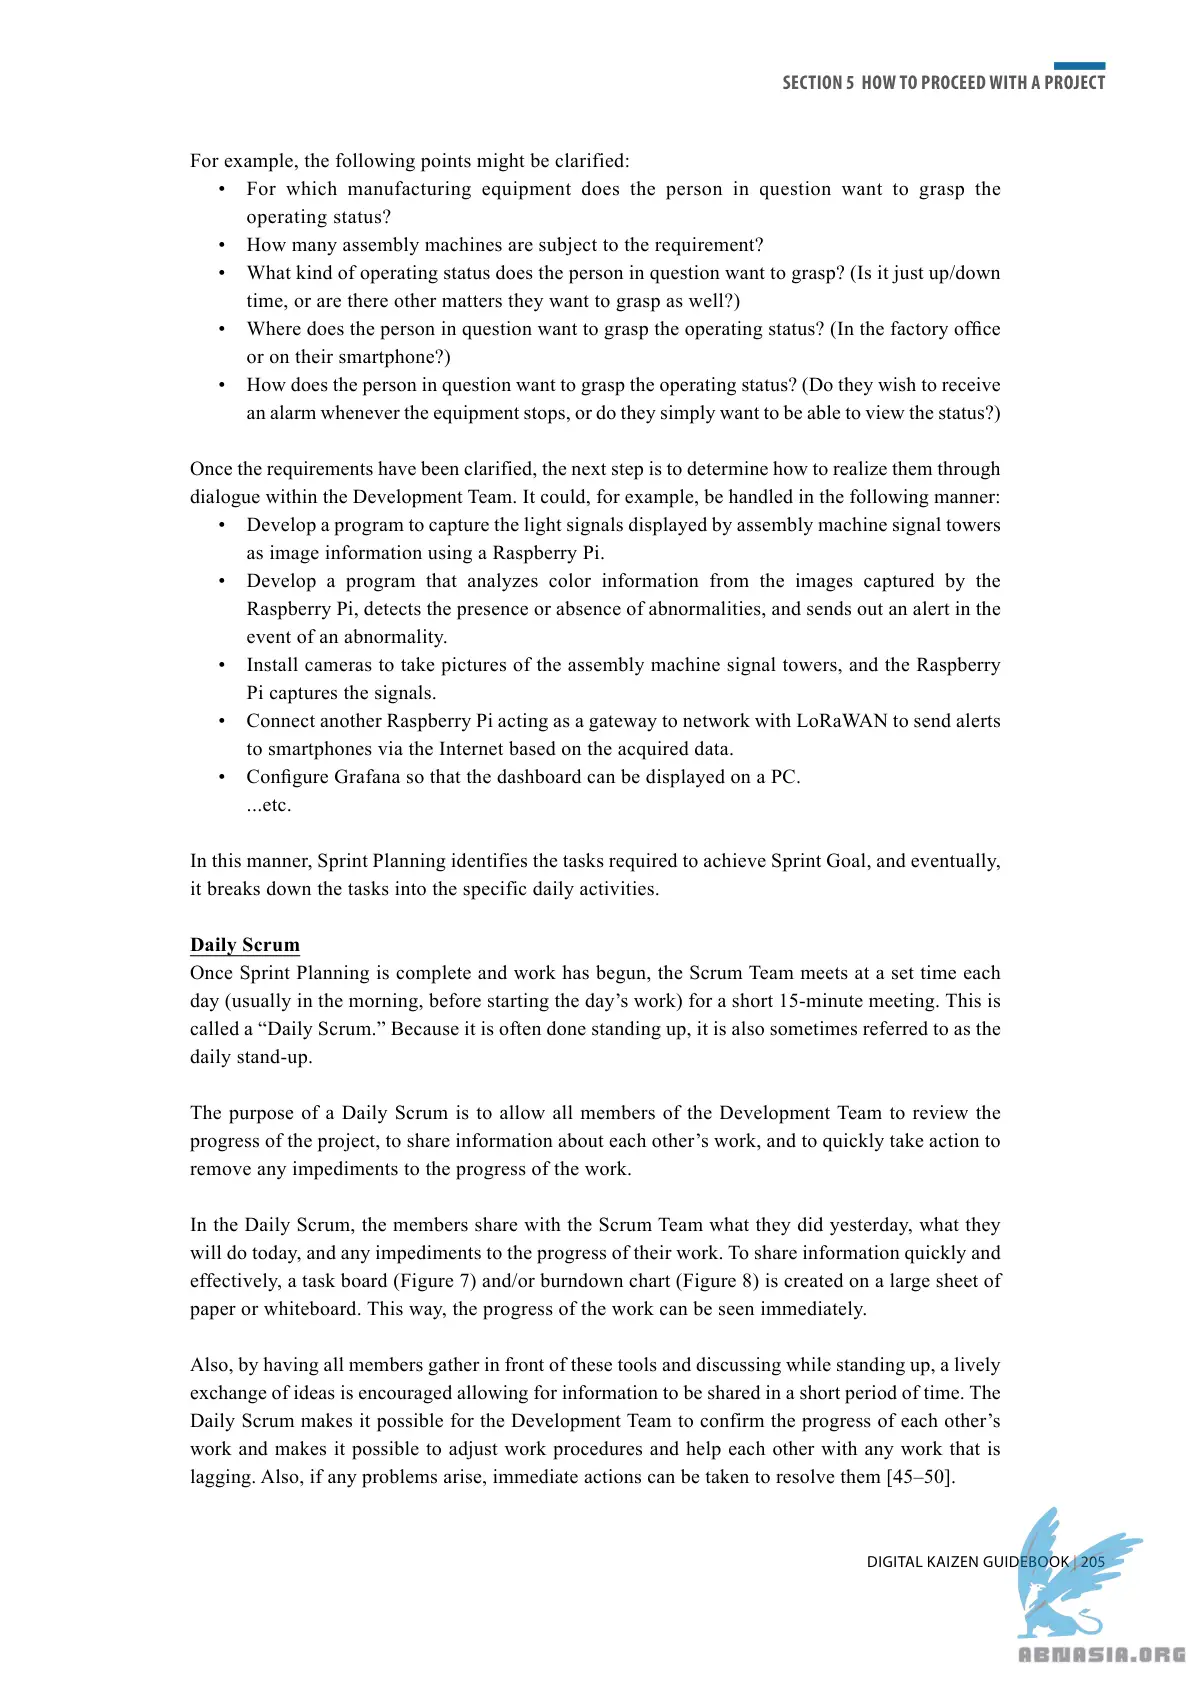 SECTION 5 HOW TO PROCEED WITH A PROJECT
For example, the following points might be clarified:
• For which manufacturing equipment does the person in question want to grasp the
operating status?
• How many assembly machines are subject to the requirement?
• What kind of operating status does the person in question want to grasp? (Is it just up/down
time, or are there other matters they want to grasp as well?)
• Where does the person in question want to grasp the operating status? (In the factory office
or on their smartphone?)
• How does the person in question want to grasp the operating status? (Do they wish to receive
an alarm whenever the equipment stops, or do they simply want to be able to view the status?)
Once the requirements have been clarified, the next step is to determine how to realize them through
dialogue within the Development Team. It could, for example, be handled in the following manner:
• Develop a program to capture the light signals displayed by assembly machine signal towers
as image information using a Raspberry Pi.
• Develop a program that analyzes color information from the images captured by the
Raspberry Pi, detects the presence or absence of abnormalities, and sends out an alert in the
event of an abnormality.
• Install cameras to take pictures of the assembly machine signal towers, and the Raspberry
Pi captures the signals.
• Connect another Raspberry Pi acting as a gateway to network with LoRaWAN to send alerts
to smartphones via the Internet based on the acquired data.
• Configure Grafana so that the dashboard can be displayed on a PC.
...etc.
In this manner, Sprint Planning identifies the tasks required to achieve Sprint Goal, and eventually,
it breaks down the tasks into the specific daily activities.
Daily Scrum
Once Sprint Planning is complete and work has begun, the Scrum Team meets at a set time each
day (usually in the morning, before starting the day’s work) for a short 15-minute meeting. This is
called a “Daily Scrum.” Because it is often done standing up, it is also sometimes referred to as the
daily stand-up.
The purpose of a Daily Scrum is to allow all members of the Development Team to review the
progress of the project, to share information about each other’s work, and to quickly take action to
remove any impediments to the progress of the work.
In the Daily Scrum, the members share with the Scrum Team what they did yesterday, what they
will do today, and any impediments to the progress of their work. To share information quickly and
effectively, a task board (Figure 7) and/or burndown chart (Figure 8) is created on a large sheet of
paper or whiteboard. This way, the progress of the work can be seen immediately.
Also, by having all members gather in front of these tools and discussing while standing up, a lively
exchange of ideas is encouraged allowing for information to be shared in a short period of time. The
Daily Scrum makes it possible for the Development Team to confirm the progress of each other’s
work and makes it possible to adjust work procedures and help each other with any work that is
lagging. Also, if any problems arise, immediate actions can be taken to resolve them [45–50].
DIGITAL KAIZEN GUIDEBOOK | 205
ABNASIA.ORG